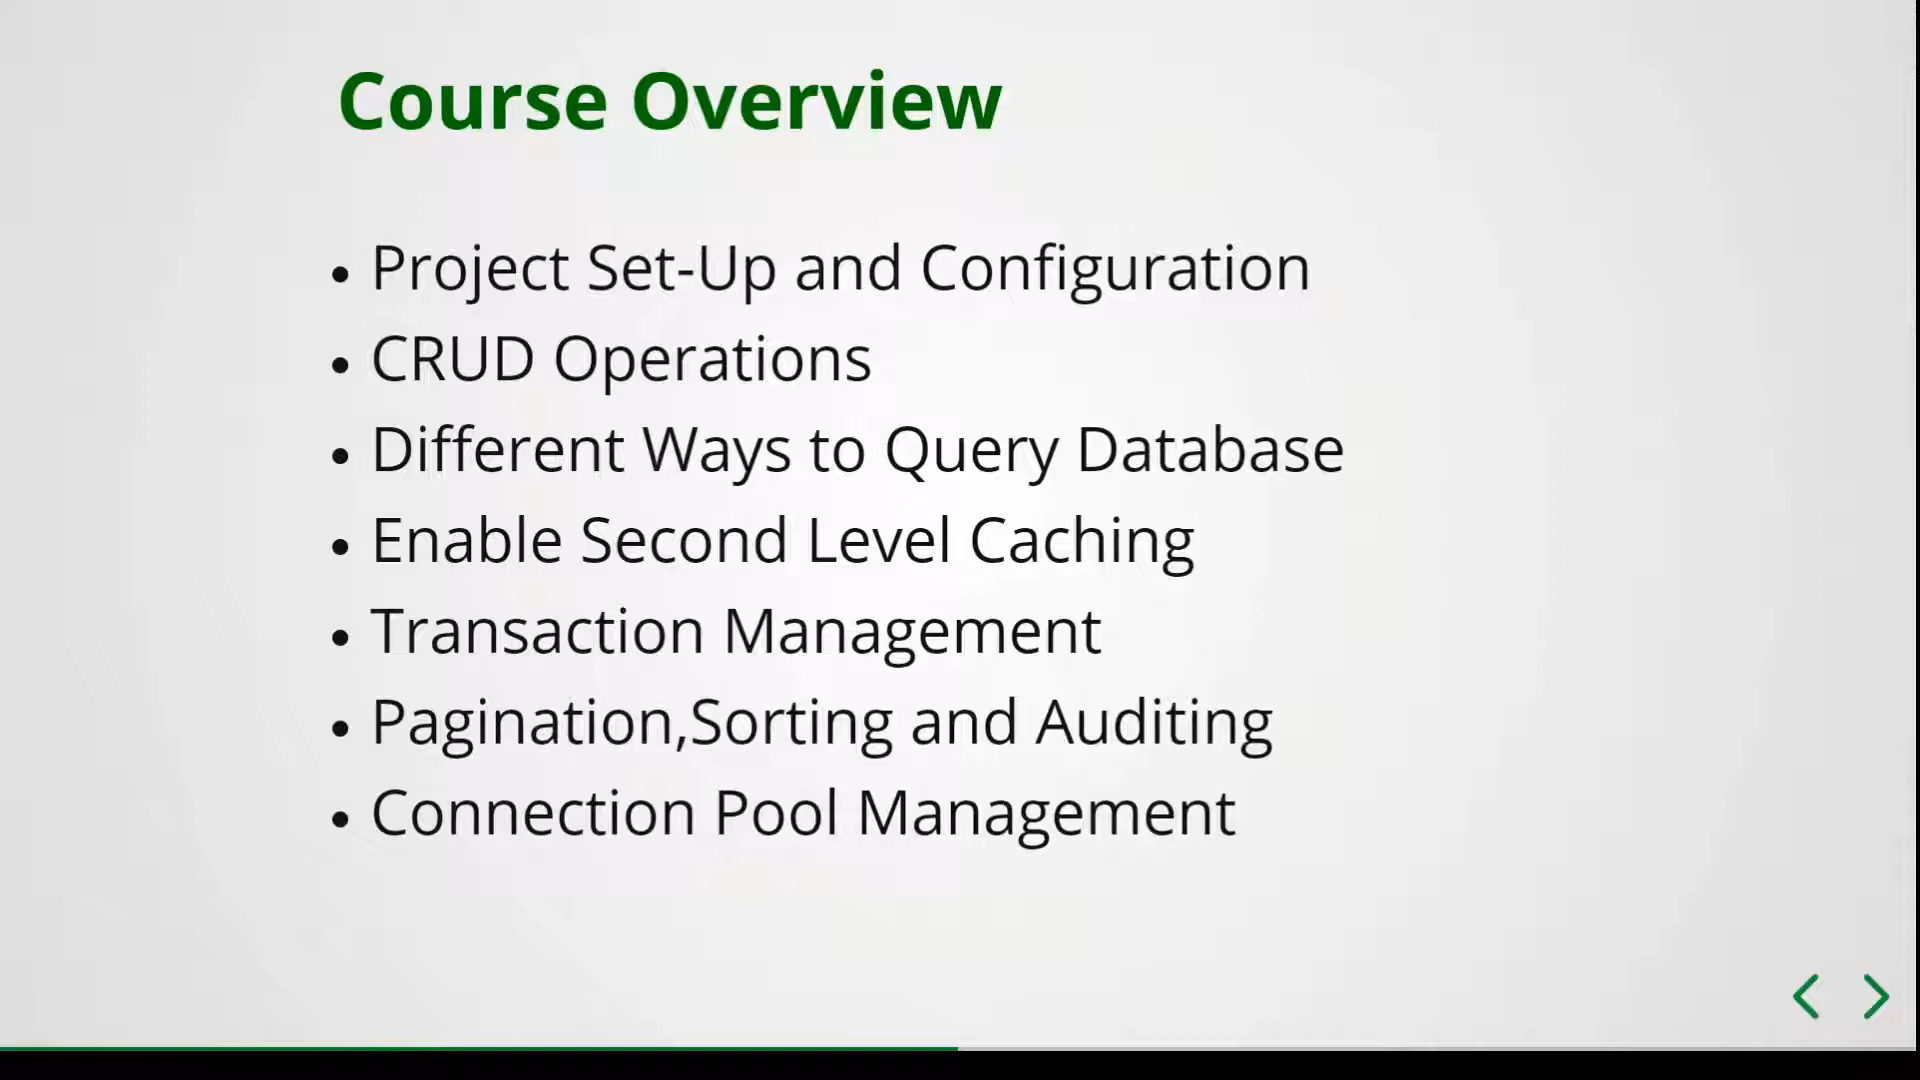 Course Overview
Project Set-Up and Configuration
CRUD Operations
Different Ways to Query Database
Enable Second Level Caching
Transaction Management
Pagination,Sorting and Auditing
Connection Pool Management